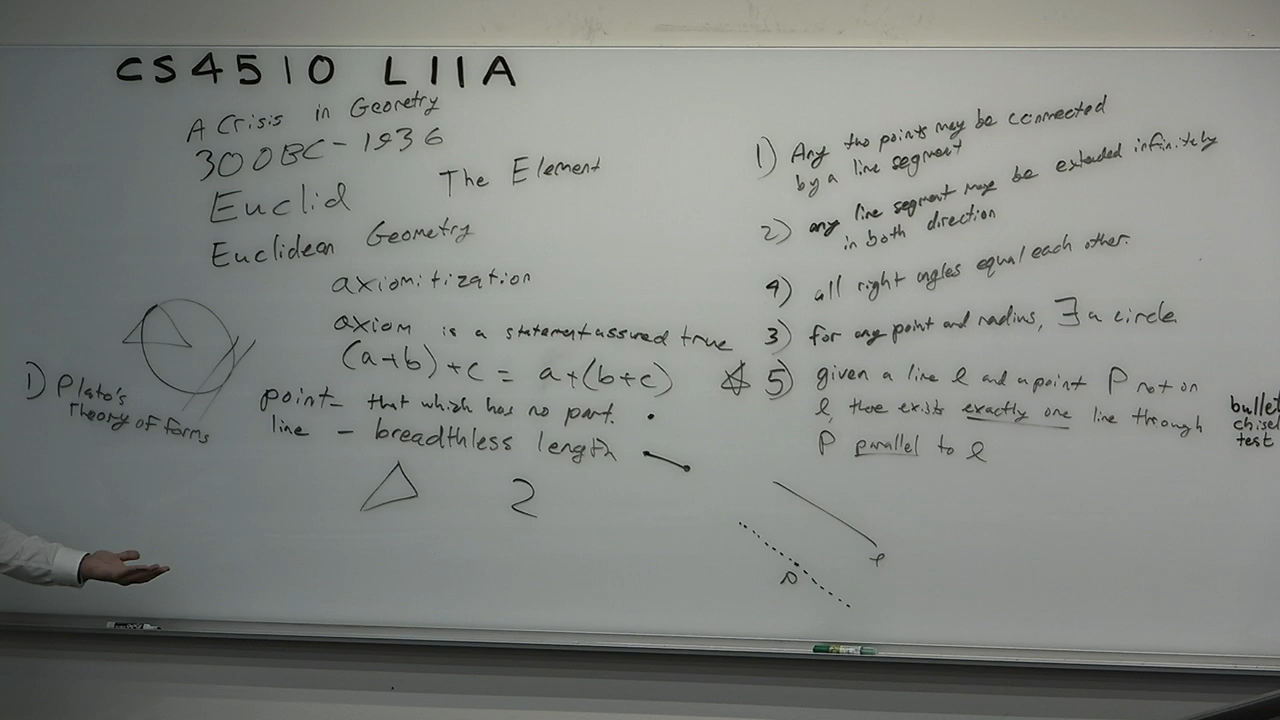 CS4510 L11A
A Crisis in Geometry
300BC - 1936
Euclid The Element
Euclidean Geometry
axiomitization
axiom is a statement assured true
(a+b)+c = a+(b+c)
1) Plato's
Theory of forms
point - that which has no part. •
line - breadthless length
2
1) Any two points may be connected
by a line segment
2) any line segment may be extended infinitely
in both direction
4) all right angles equal each other.
3) for any point and radius, ∃ a circle
☆ 5) given a line l and a point P not on
l, there exists exactly one line through
P parallel to l
bullet
chisel
test
l
P